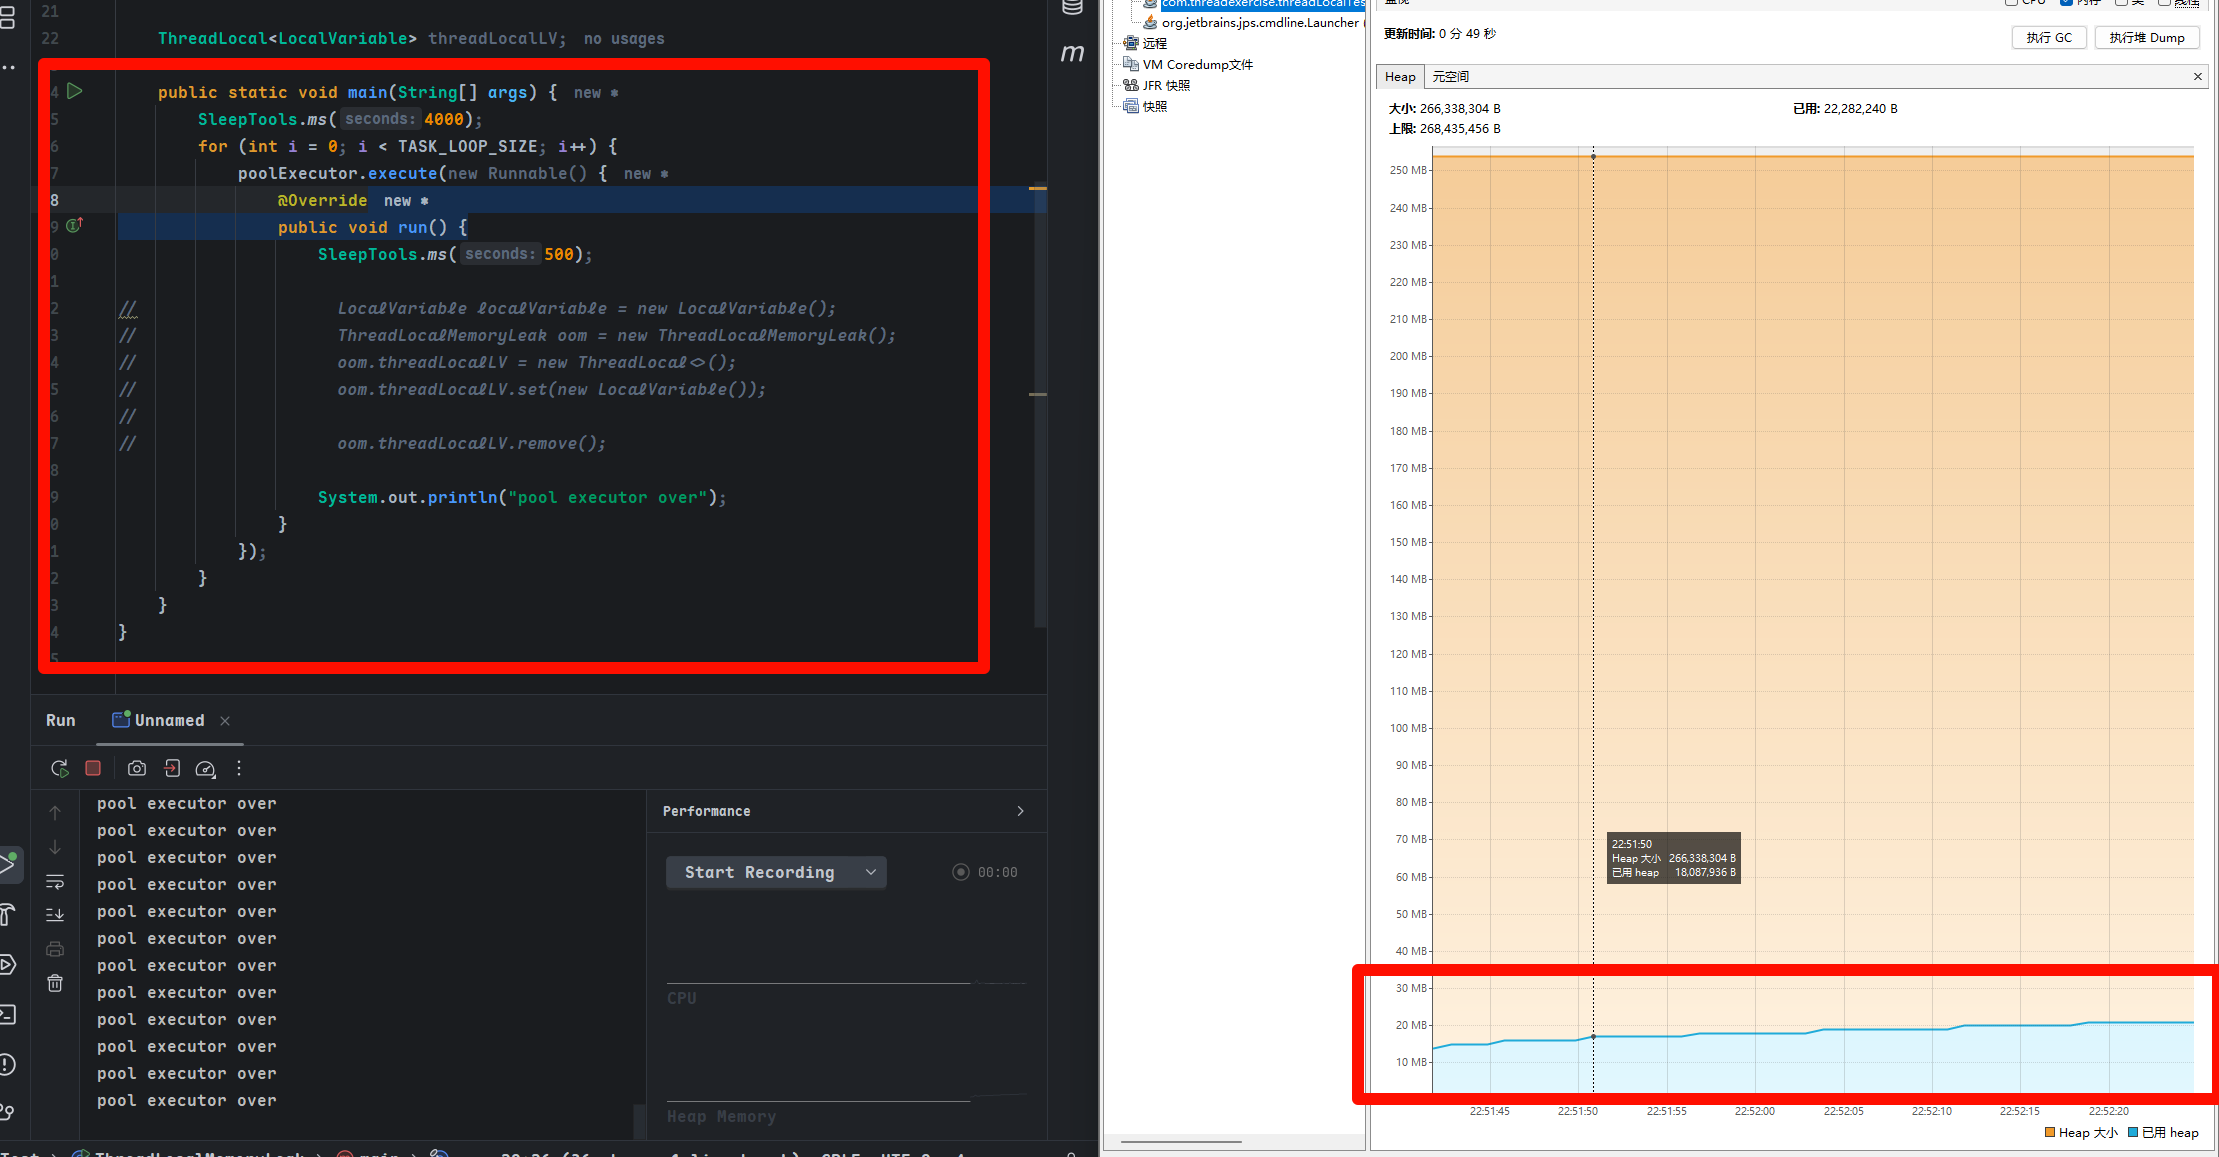 21
22
ThreadLocal<LocalVariable> threadLocalLV;  no usages
4 public static void main(String[] args) {  new *
5 SleepTools.ms( seconds: 4000);
6 for (int i = 0; i < TASK_LOOP_SIZE; i++) {
7 poolExecutor.execute(new Runnable() {  new *
8 @Override  new *
9 public void run() {
0 SleepTools.ms( seconds: 500);
1
2 // LocalVariable localVariable = new LocalVariable();
3 // ThreadLocalMemoryLeak oom = new ThreadLocalMemoryLeak();
4 // oom.threadLocalLV = new ThreadLocal<>();
5 // oom.threadLocalLV.set(new LocalVariable());
6 //
7 // oom.threadLocalLV.remove();
8
9 System.out.println("pool executor over");
0 }
1 });
2 }
3 }
4 }
5
Run
Unnamed
pool executor over
pool executor over
pool executor over
pool executor over
pool executor over
pool executor over
pool executor over
pool executor over
pool executor over
pool executor over
pool executor over
pool executor over
Performance
Start Recording
00:00
CPU
Heap Memory
m
com.threadexercise.threadLocalTes
org.jetbrains.jps.cmdline.Launcher (
远程
VM Coredump文件
JFR 快照
快照
CPU 内存 类 线程
更新时间: 0 分 49 秒
执行 GC
执行堆 Dump
Heap
元空间
大小: 266,338,304 B
已用: 22,282,240 B
上限: 268,435,456 B
250 MB
240 MB
230 MB
220 MB
210 MB
200 MB
190 MB
180 MB
170 MB
160 MB
150 MB
140 MB
130 MB
120 MB
110 MB
100 MB
90 MB
80 MB
70 MB
60 MB
50 MB
40 MB
30 MB
20 MB
10 MB
22:51:50
Heap 大小 266,338,304 B
已用 heap 18,087,936 B
22:51:45
22:51:50
22:51:55
22:52:00
22:52:05
22:52:10
22:52:15
22:52:20
Heap 大小
已用 heap